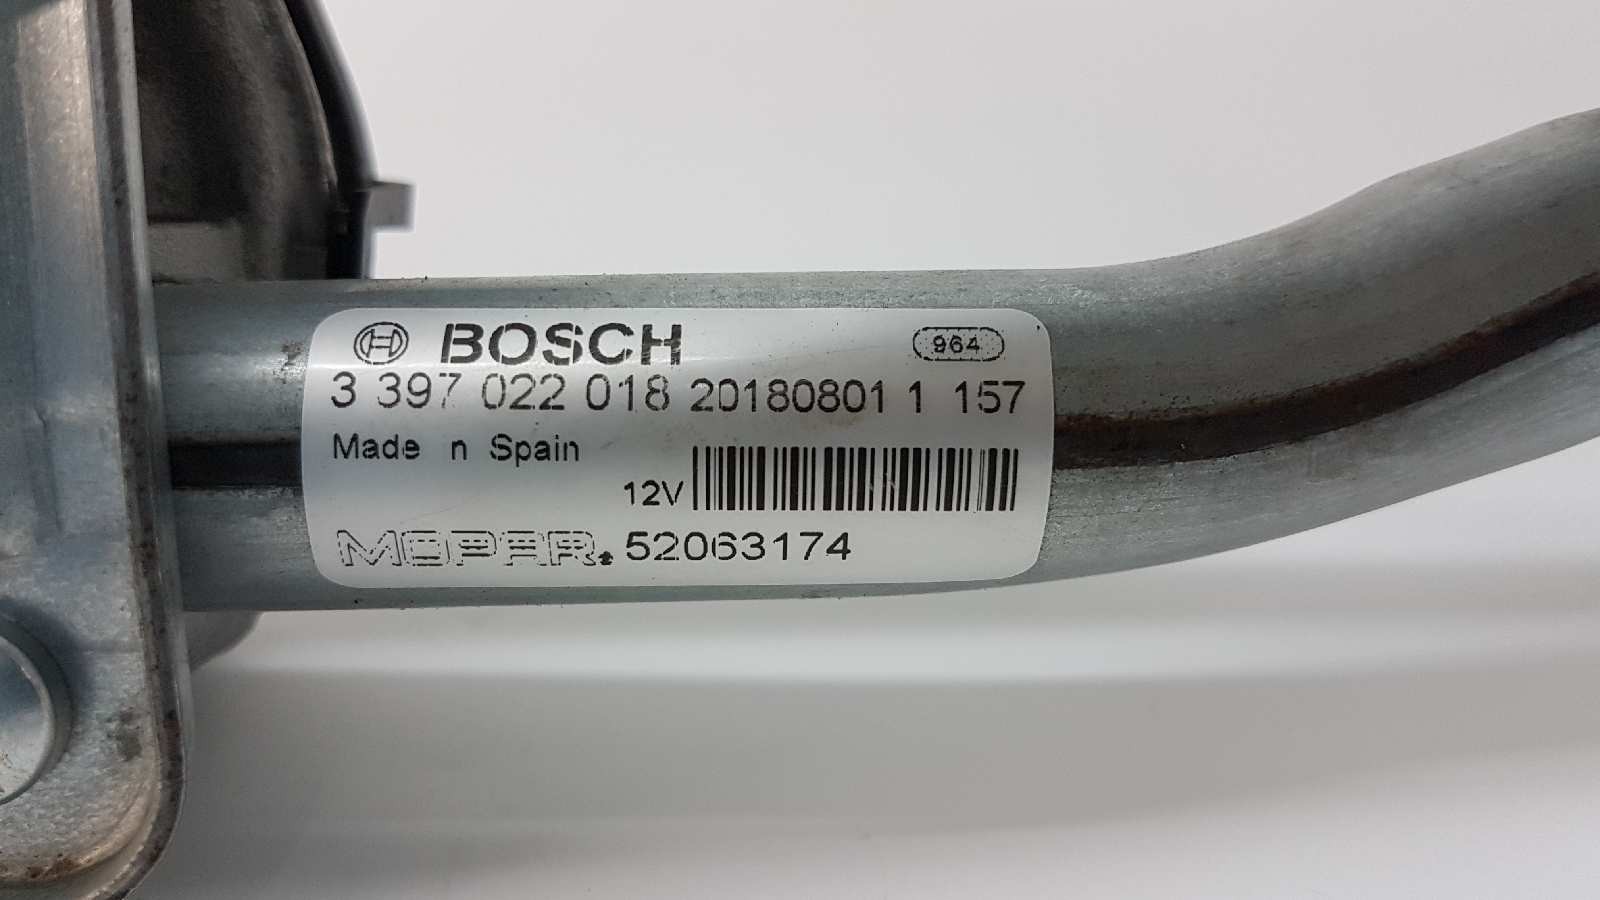 BOSCH 964
3 397 022 018 20180801 1 157
Made n Spain
12V
MOPAR. 52063174